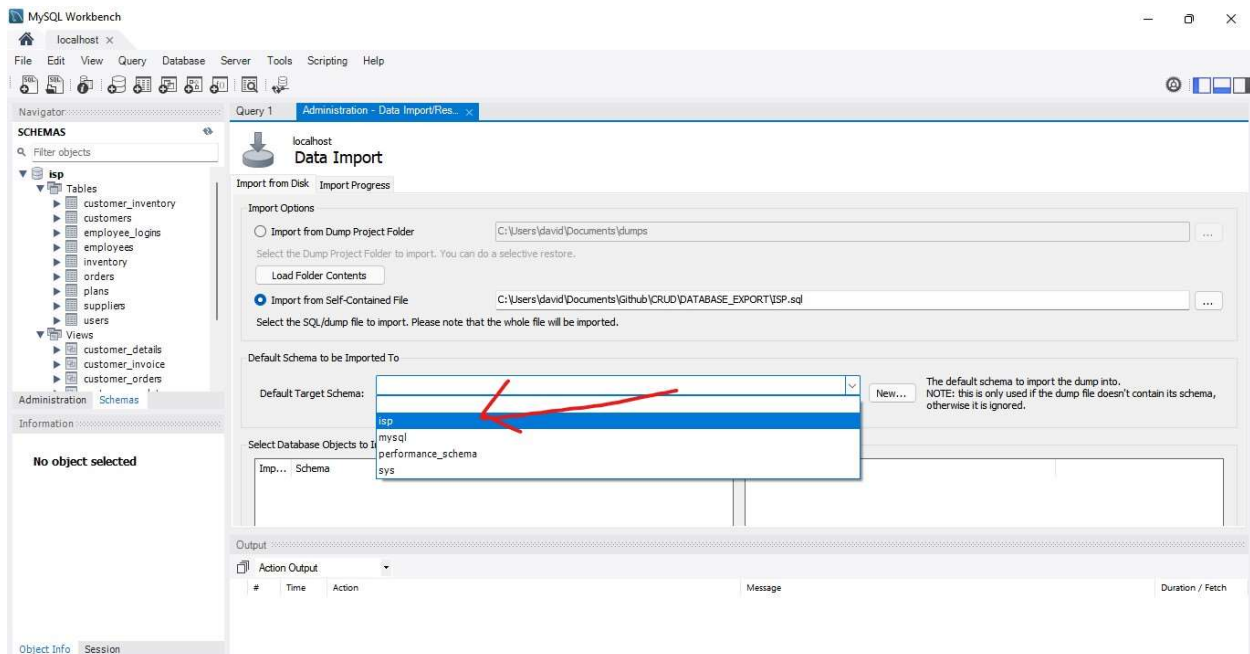 MySQL Workbench
localhost
File Edit View Query Database Server Tools Scripting Help
Navigator
SCHEMAS
Filter objects
isp
Tables
customer_inventory
customers
employee_logins
employees
inventory
orders
plans
suppliers
users
Views
customer_details
customer_invoice
customer_orders
Administration Schemas
Information
No object selected
Object Info Session
Query 1 Administration - Data Import/Res...
localhost
Data Import
Import from Disk Import Progress
Import Options
Import from Dump Project Folder C:\Users\david\Documents\dumps ...
Select the Dump Project Folder to import. You can do a selective restore.
Load Folder Contents
Import from Self-Contained File C:\Users\david\Documents\Github\CRUD\DATABASE_EXPORT\ISP.sql ...
Select the SQL/dump file to import. Please note that the whole file will be imported.
Default Schema to be Imported To
Default Target Schema: New...
The default schema to import the dump into.
NOTE: this is only used if the dump file doesn't contain its schema,
otherwise it is ignored.
isp
mysql
performance_schema
sys
Select Database Objects to I
Imp... Schema
Output
Action Output
# Time Action Message Duration / Fetch